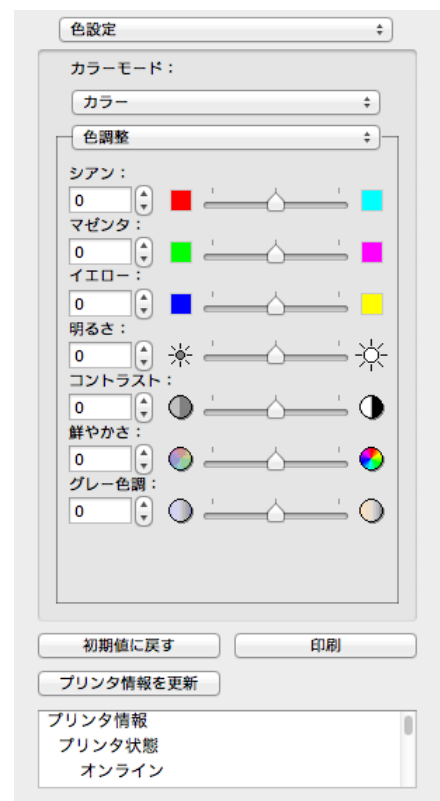 色設定
カラーモード：
カラー
色調整
シアン：
0
マゼンタ：
0
イエロー：
0
明るさ：
0
コントラスト：
0
鮮やかさ：
0
グレー色調：
0
初期値に戻す
印刷
プリンタ情報を更新
プリンタ情報
プリンタ状態
オンライン